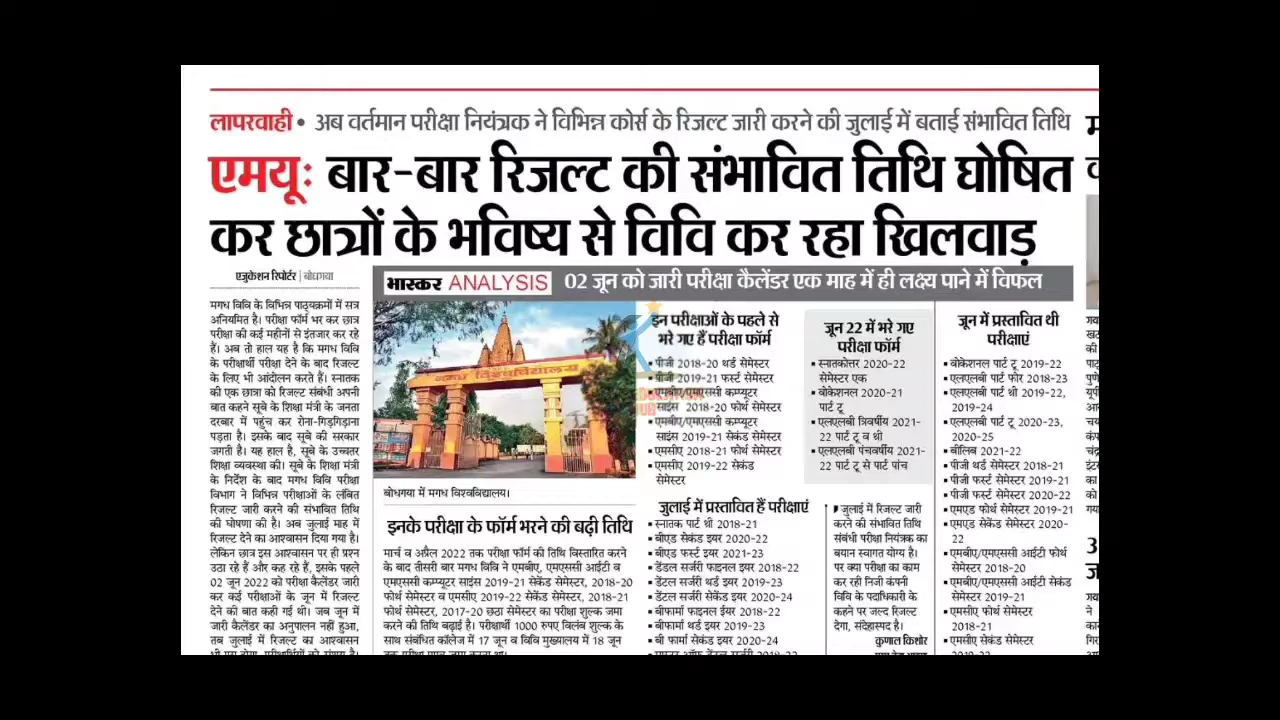 लापरवाही • अब वर्तमान परीक्षा नियंत्रक ने विभिन्न कोर्स के रिजल्ट जारी करने की जुलाई में बताई संभावित तिथि
एमयू: बार-बार रिजल्ट की संभावित तिथि घोषित
कर छात्रों के भविष्य से विवि कर रहा खिलवाड़
एजुकेशन रिपोर्टर | बोधगया
मगध विवि के विभिन्न पाठ्यक्रमों में सत्र
अनियमित है। परीक्षा फॉर्म भर कर छात्र
परीक्षा की कई महीनों से इंतजार कर रहे
हैं। अब तो हाल यह है कि मगध विवि
के परीक्षार्थी परीक्षा देने के बाद रिजल्ट
के लिए भी आंदोलन करते हैं। स्नातक
की एक छात्रा को रिजल्ट संबंधी अपनी
बात कहने सूबे के शिक्षा मंत्री के जनता
दरबार में पहुंच कर रोना-गिड़गिड़ाना
पड़ता है। इसके बाद सूबे की सरकार
जगती है। यह हाल है, सूबे के उच्चतर
शिक्षा व्यवस्था की। सूबे के शिक्षा मंत्री
के निर्देश के बाद मगध विवि परीक्षा
विभाग ने विभिन्न परीक्षाओं के लंबित
रिजल्ट जारी करने की संभावित तिथि
की घोषणा की है। अब जुलाई माह में
रिजल्ट देने का आश्वासन दिया गया है।
लेकिन छात्र इस आश्वासन पर ही प्रश्न
उठा रहे हैं और कह रहे हैं, इसके पहले
02 जून 2022 को परीक्षा कैलेंडर जारी
कर कई परीक्षाओं के जून में रिजल्ट
देने की बात कही गई थी। जब जून में
जारी कैलेंडर का अनुपालन नहीं हुआ,
तब जुलाई में रिजल्ट का आश्वासन
भास्कर ANALYSIS
02 जून को जारी परीक्षा कैलेंडर एक माह में ही लक्ष्य पाने में विफल
मगध विश्वविद्यालय
बोधगया में मगध विश्वविद्यालय।
इनके परीक्षा के फॉर्म भरने की बढ़ी तिथि
मार्च व अप्रैल 2022 तक परीक्षा फॉर्म की तिथि विस्तारित करने
के बाद तीसरी बार मगध विवि ने एमबीए, एमएससी आईटी व
एमएससी कम्प्यूटर साइंस 2019-21 सेकेंड सेमेस्टर, 2018-20
फोर्थ सेमेस्टर व एमसीए 2019-22 सेकेंड सेमेस्टर, 2018-21
फोर्थ सेमेस्टर, 2017-20 छठा सेमेस्टर का परीक्षा शुल्क जमा
करने की तिथि बढ़ाई है। परीक्षार्थी 1000 रुपए विलंब शुल्क के
साथ संबंधित कॉलेज में 17 जून व विवि मुख्यालय में 18 जून
इन परीक्षाओं के पहले से
भरे गए हैं परीक्षा फॉर्म
▪ पीजी 2018-20 थर्ड सेमेस्टर
▪ पीजी 2019-21 फर्स्ट सेमेस्टर
▪ एमबीए/एमएससी कम्प्यूटर
साइंस 2018-20 फोर्थ सेमेस्टर
▪ एमबीए/एमएससी कम्प्यूटर
साइंस 2019-21 सेकंड सेमेस्टर
▪ एमसीए 2018-21 फोर्थ सेमेस्टर
▪ एमसीए 2019-22 सेकंड
सेमेस्टर
जुलाई में प्रस्तावित हैं परीक्षाएं
▪ स्नातक पार्ट थ्री 2018-21
▪ बीएड सेकंड इयर 2020-22
▪ बीएड फर्स्ट इयर 2021-23
▪ डेंटल सर्जरी फाइनल इयर 2018-22
▪ डेंटल सर्जरी थर्ड इयर 2019-23
▪ डेंटल सर्जरी सेकेंड इयर 2020-24
▪ बीफार्मा फाइनल ईयर 2018-22
▪ बीफार्मा थर्ड इयर 2019-23
▪ बी फार्मा सेकंड इयर 2020-24
जून 22 में भरे गए
परीक्षा फॉर्म
▪ स्नातकोत्तर 2020-22
सेमेस्टर एक
▪ वोकेशनल 2020-21
पार्ट टू
▪ एलएलबी त्रिवर्षीय 2021-
22 पार्ट टू व थ्री
▪ एलएलबी पंचवर्षीय 2021-
22 पार्ट टू से पार्ट पांच
जुलाई में रिजल्ट जारी
करने की संभावित तिथि
संबंधी परीक्षा नियंत्रक का
बयान स्वागत योग्य है।
पर क्या परीक्षा का काम
कर रही निजी कंपनी
विवि के पदाधिकारी के
कहने पर जल्द रिजल्ट
देगा, संदेहास्पद है।
कुणाल किशोर
जून में प्रस्तावित थी
परीक्षाएं
▪ वोकेशनल पार्ट टू 2019-22
▪ एलएलबी पार्ट फोर 2018-23
▪ एलएलबी पार्ट थ्री 2019-22,
2019-24
▪ एलएलबी पार्ट टू 2020-23,
2020-25
▪ बीलिब 2021-22
▪ पीजी थर्ड सेमेस्टर 2018-21
▪ पीजी फर्स्ट सेमेस्टर 2019-21
▪ पीजी फर्स्ट सेमेस्टर 2020-22
▪ एमएड फोर्थ सेमेस्टर 2019-21
▪ एमएड सेकेंड सेमेस्टर 2020-
22
▪ एमबीए/एमएससी आईटी फोर्थ
सेमेस्टर 2018-20
▪ एमबीए/एमएससी आईटी सेकंड
सेमेस्टर 2019-21
▪ एमसीए फोर्थ सेमेस्टर
2018-21
▪ एमसीए सेकंड सेमेस्टर